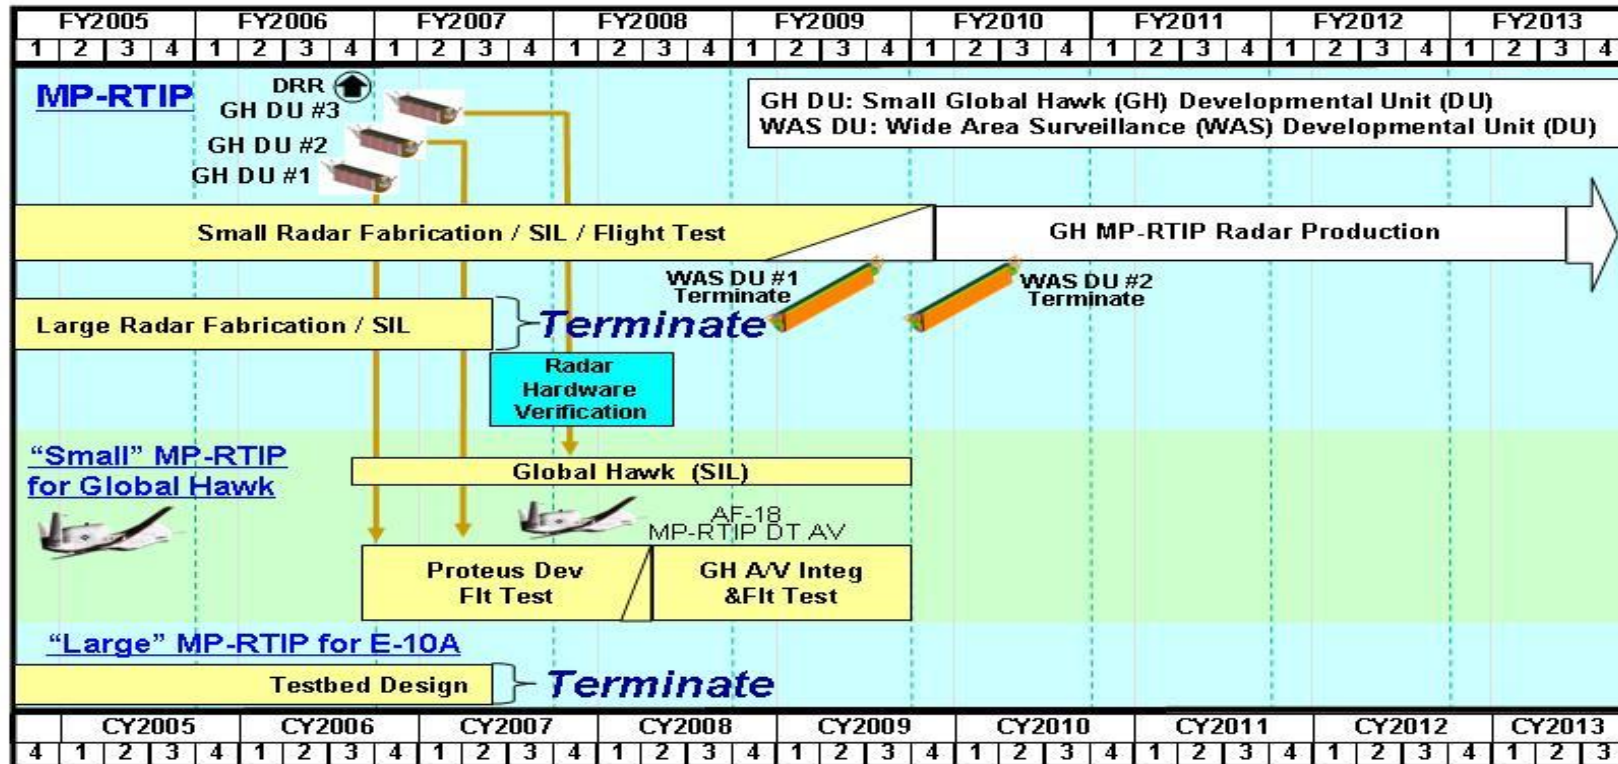 FY2005 FY2006 FY2007 FY2008 FY2009 FY2010 FY2011 FY2012 FY2013
1 2 3 4 1 2 3 4 1 2 3 4 1 2 3 4 1 2 3 4 1 2 3 4 1 2 3 4 1 2 3 4 1 2 3 4
MP-RTIP
DRR
GH DU #3
GH DU #2
GH DU #1
GH DU: Small Global Hawk (GH) Developmental Unit (DU)
WAS DU: Wide Area Surveillance (WAS) Developmental Unit (DU)
Small Radar Fabrication / SIL / Flight Test
GH MP-RTIP Radar Production
WAS DU #1
Terminate
WAS DU #2
Terminate
Large Radar Fabrication / SIL
Terminate
Radar
Hardware
Verification
"Small" MP-RTIP
for Global Hawk
Global Hawk (SIL)
AF-18
MP-RTIP DT AV
Proteus Dev
Flt Test
GH A/V Integ
&Flt Test
"Large" MP-RTIP for E-10A
Testbed Design
Terminate
CY2005 CY2006 CY2007 CY2008 CY2009 CY2010 CY2011 CY2012 CY2013
4 1 2 3 4 1 2 3 4 1 2 3 4 1 2 3 4 1 2 3 4 1 2 3 4 1 2 3 4 1 2 3 4 1 2 3